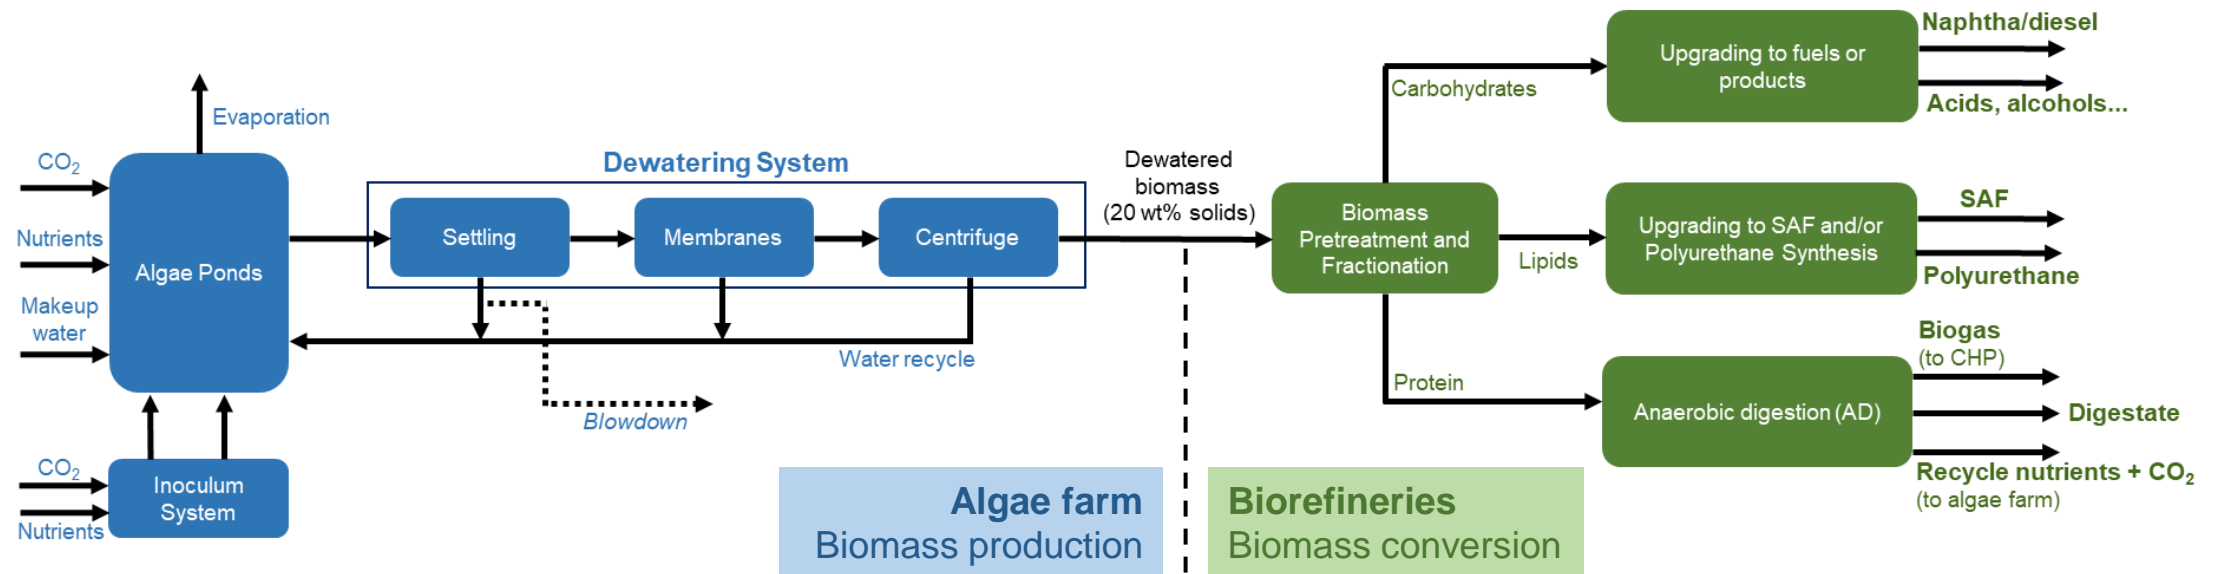 Evaporation
CO2
Nutrients
Makeup
water
Algae Ponds
CO2
Nutrients
Inoculum
System
Dewatering System
Settling
Membranes
Centrifuge
Water recycle
Blowdown
Dewatered
biomass
(20 wt% solids)
Algae farm
Biomass production
Biorefineries
Biomass conversion
Biomass
Pretreatment and
Fractionation
Carbohydrates
Lipids
Protein
Upgrading to fuels or
products
Naphtha/diesel
Acids, alcohols...
Upgrading to SAF and/or
Polyurethane Synthesis
SAF
Polyurethane
Anaerobic digestion (AD)
Biogas
(to CHP)
Digestate
Recycle nutrients + CO2
(to algae farm)